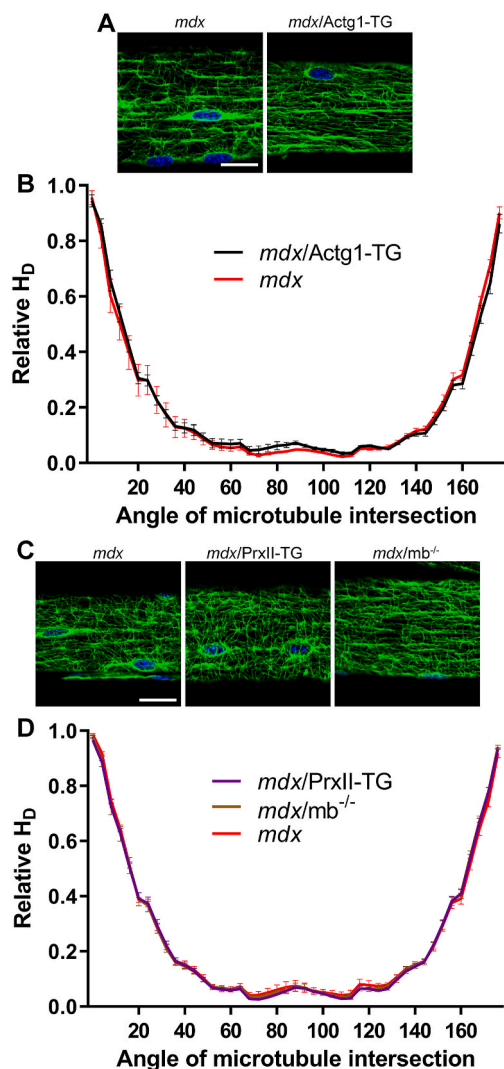 A
mdx
mdx/Actg1-TG
B
1.0
0.8
0.6
0.4
0.2
0.0
Relative H_D
mdx/Actg1-TG
mdx
20 40 60 80 100 120 140 160
Angle of microtubule intersection
C
mdx
mdx/PrxII-TG
mdx/mb-/-
D
1.0
0.8
0.6
0.4
0.2
0.0
Relative H_D
mdx/PrxII-TG
mdx/mb-/-
mdx
20 40 60 80 100 120 140 160
Angle of microtubule intersection